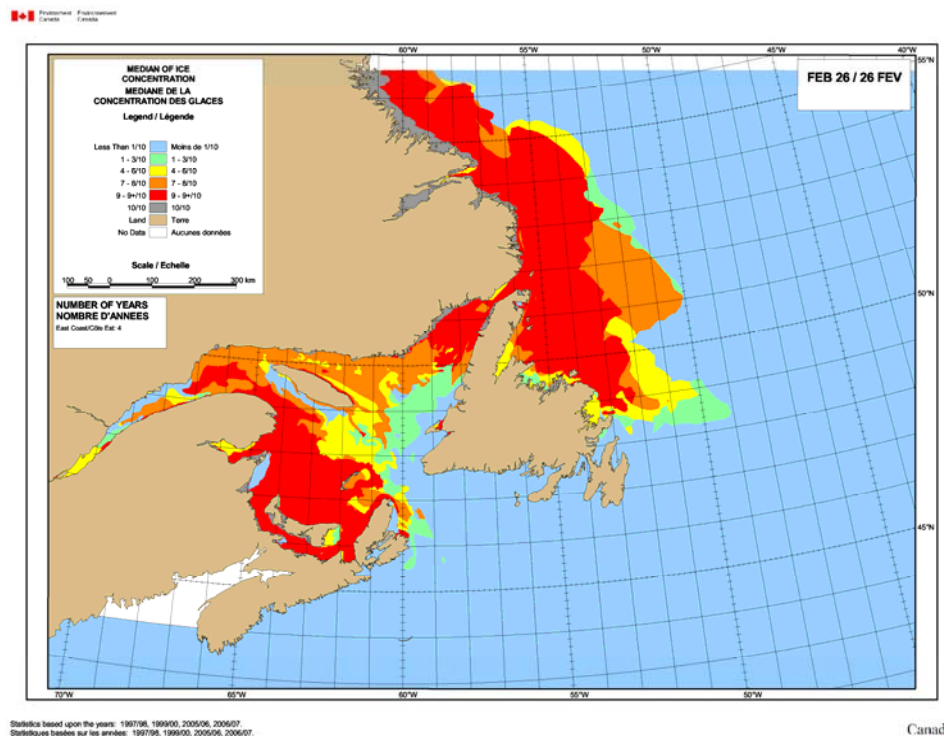 Environment Environnement
Canada Canada
60°W 55°W 50°W 45°W 40°W
55°N
MEDIAN OF ICE
CONCENTRATION
MEDIANE DE LA
CONCENTRATION DES GLACES
Legend / Légende
Less Than 1/10 Moins de 1/10
1 - 3/10 1 - 3/10
4 - 6/10 4 - 6/10
7 - 8/10 7 - 8/10
9 - 9+/10 9 - 9+/10
10/10 10/10
Land Terre
No Data Aucunes données
Scale / Echelle
100 50 0 100 200 300 km
FEB 26 / 26 FEV
NUMBER OF YEARS
NOMBRE D'ANNEES
East Coast/Côte Est: 4
50°N
45°N
70°W 65°W 60°W 55°W 50°W
Statistics based upon the years: 1997/98, 1999/00, 2005/06, 2006/07.
Statistiques basées sur les années: 1997/98, 1999/00, 2005/06, 2006/07.
Canad